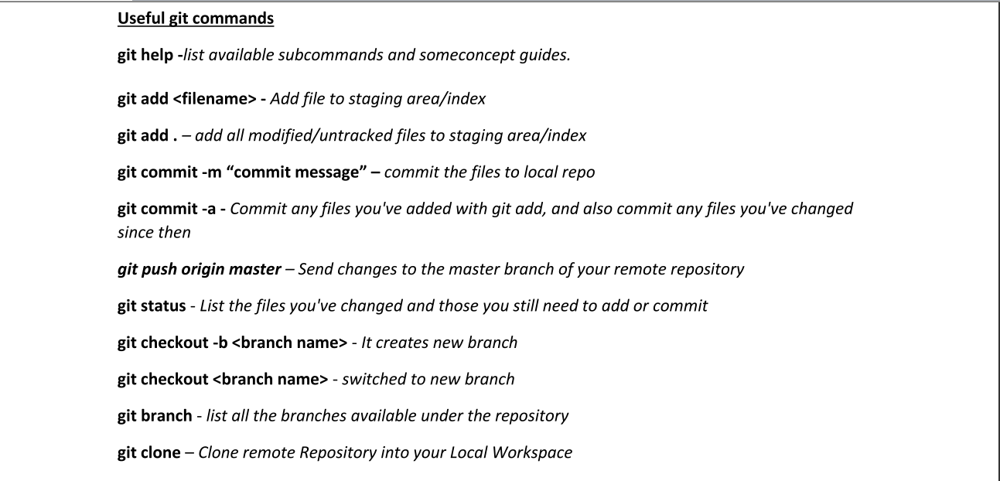 Useful git commands
git help -list available subcommands and someconcept guides.
git add <filename> - Add file to staging area/index
git add . – add all modified/untracked files to staging area/index
git commit -m “commit message” – commit the files to local repo
git commit -a - Commit any files you've added with git add, and also commit any files you've changed
since then
git push origin master – Send changes to the master branch of your remote repository
git status - List the files you've changed and those you still need to add or commit
git checkout -b <branch name> - It creates new branch
git checkout <branch name> - switched to new branch
git branch - list all the branches available under the repository
git clone – Clone remote Repository into your Local Workspace